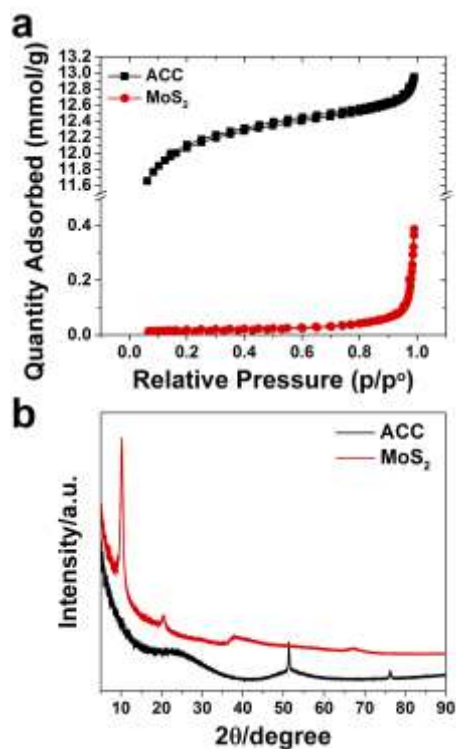 a
ACC
MoS₂
13.2
13.0
12.8
12.6
12.4
12.2
12.0
11.8
11.6
0.4
0.2
0.0
Quantity Adsorbed (mmol/g)
0.0 0.2 0.4 0.6 0.8 1.0
Relative Pressure (p/pº)
b
ACC
MoS₂
Intensity/a.u.
10 20 30 40 50 60 70 80 90
2θ/degree